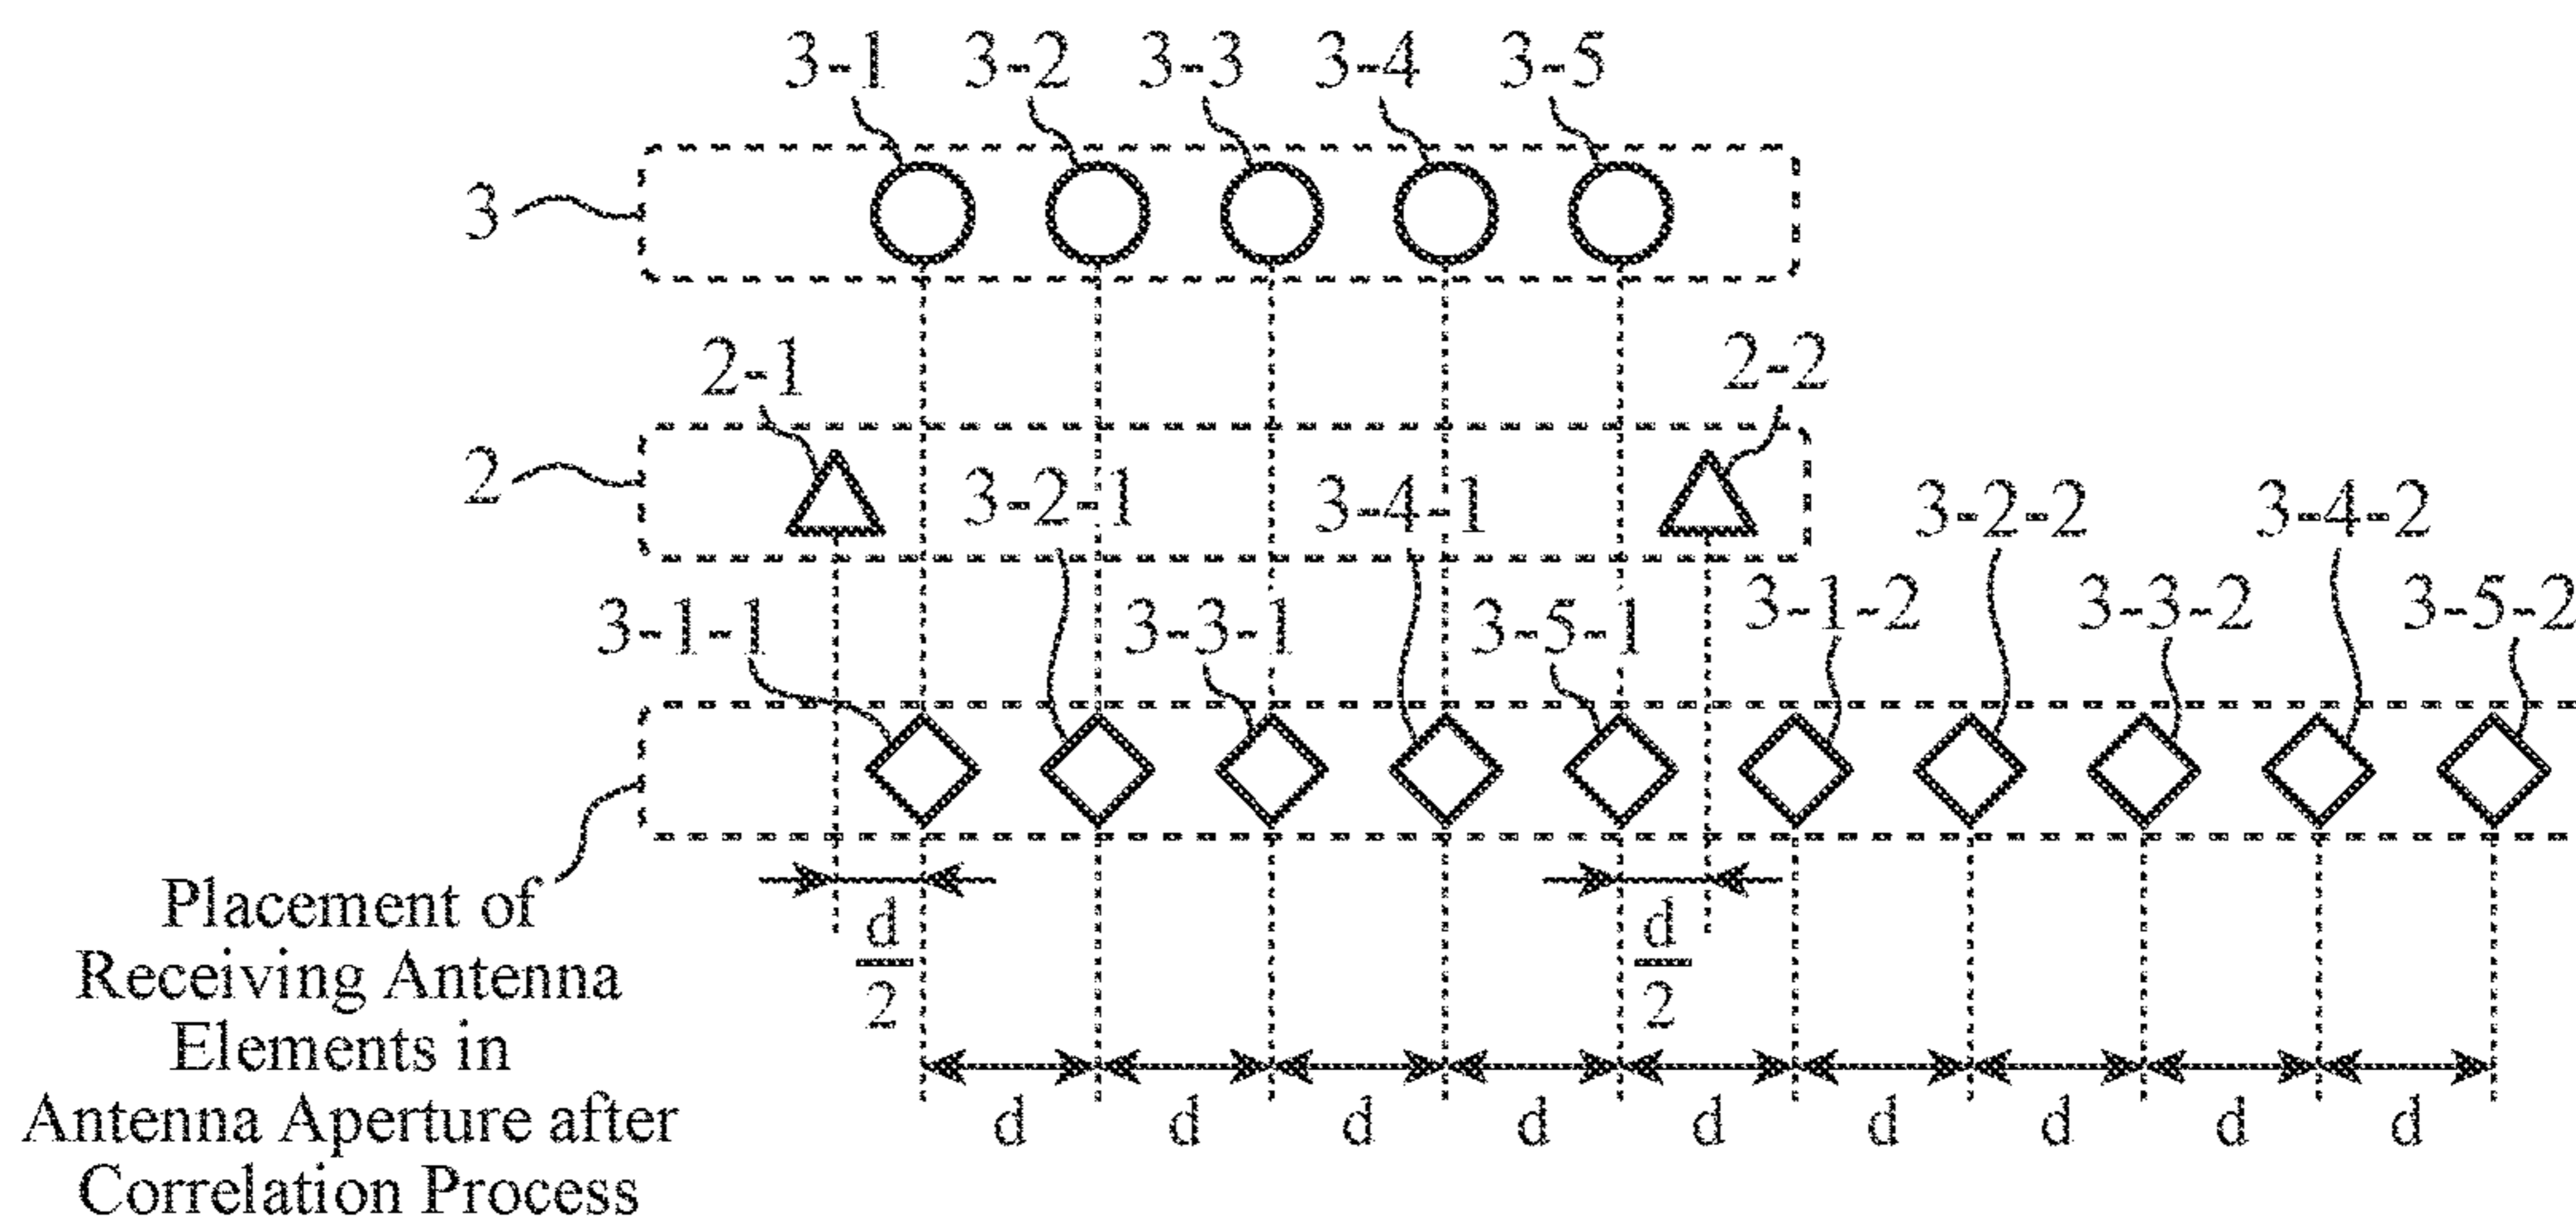 3-1 3-2 3-3 3-4 3-5
3
2-1 2-2
2 3-2-1 3-4-1 3-2-2 3-4-2
3-1-1 3-3-1 3-5-1 3-1-2 3-3-2 3-5-2
Placement of
Receiving Antenna
Elements in
Antenna Aperture after
Correlation Process
d/2 d/2
d d d d d d d d d